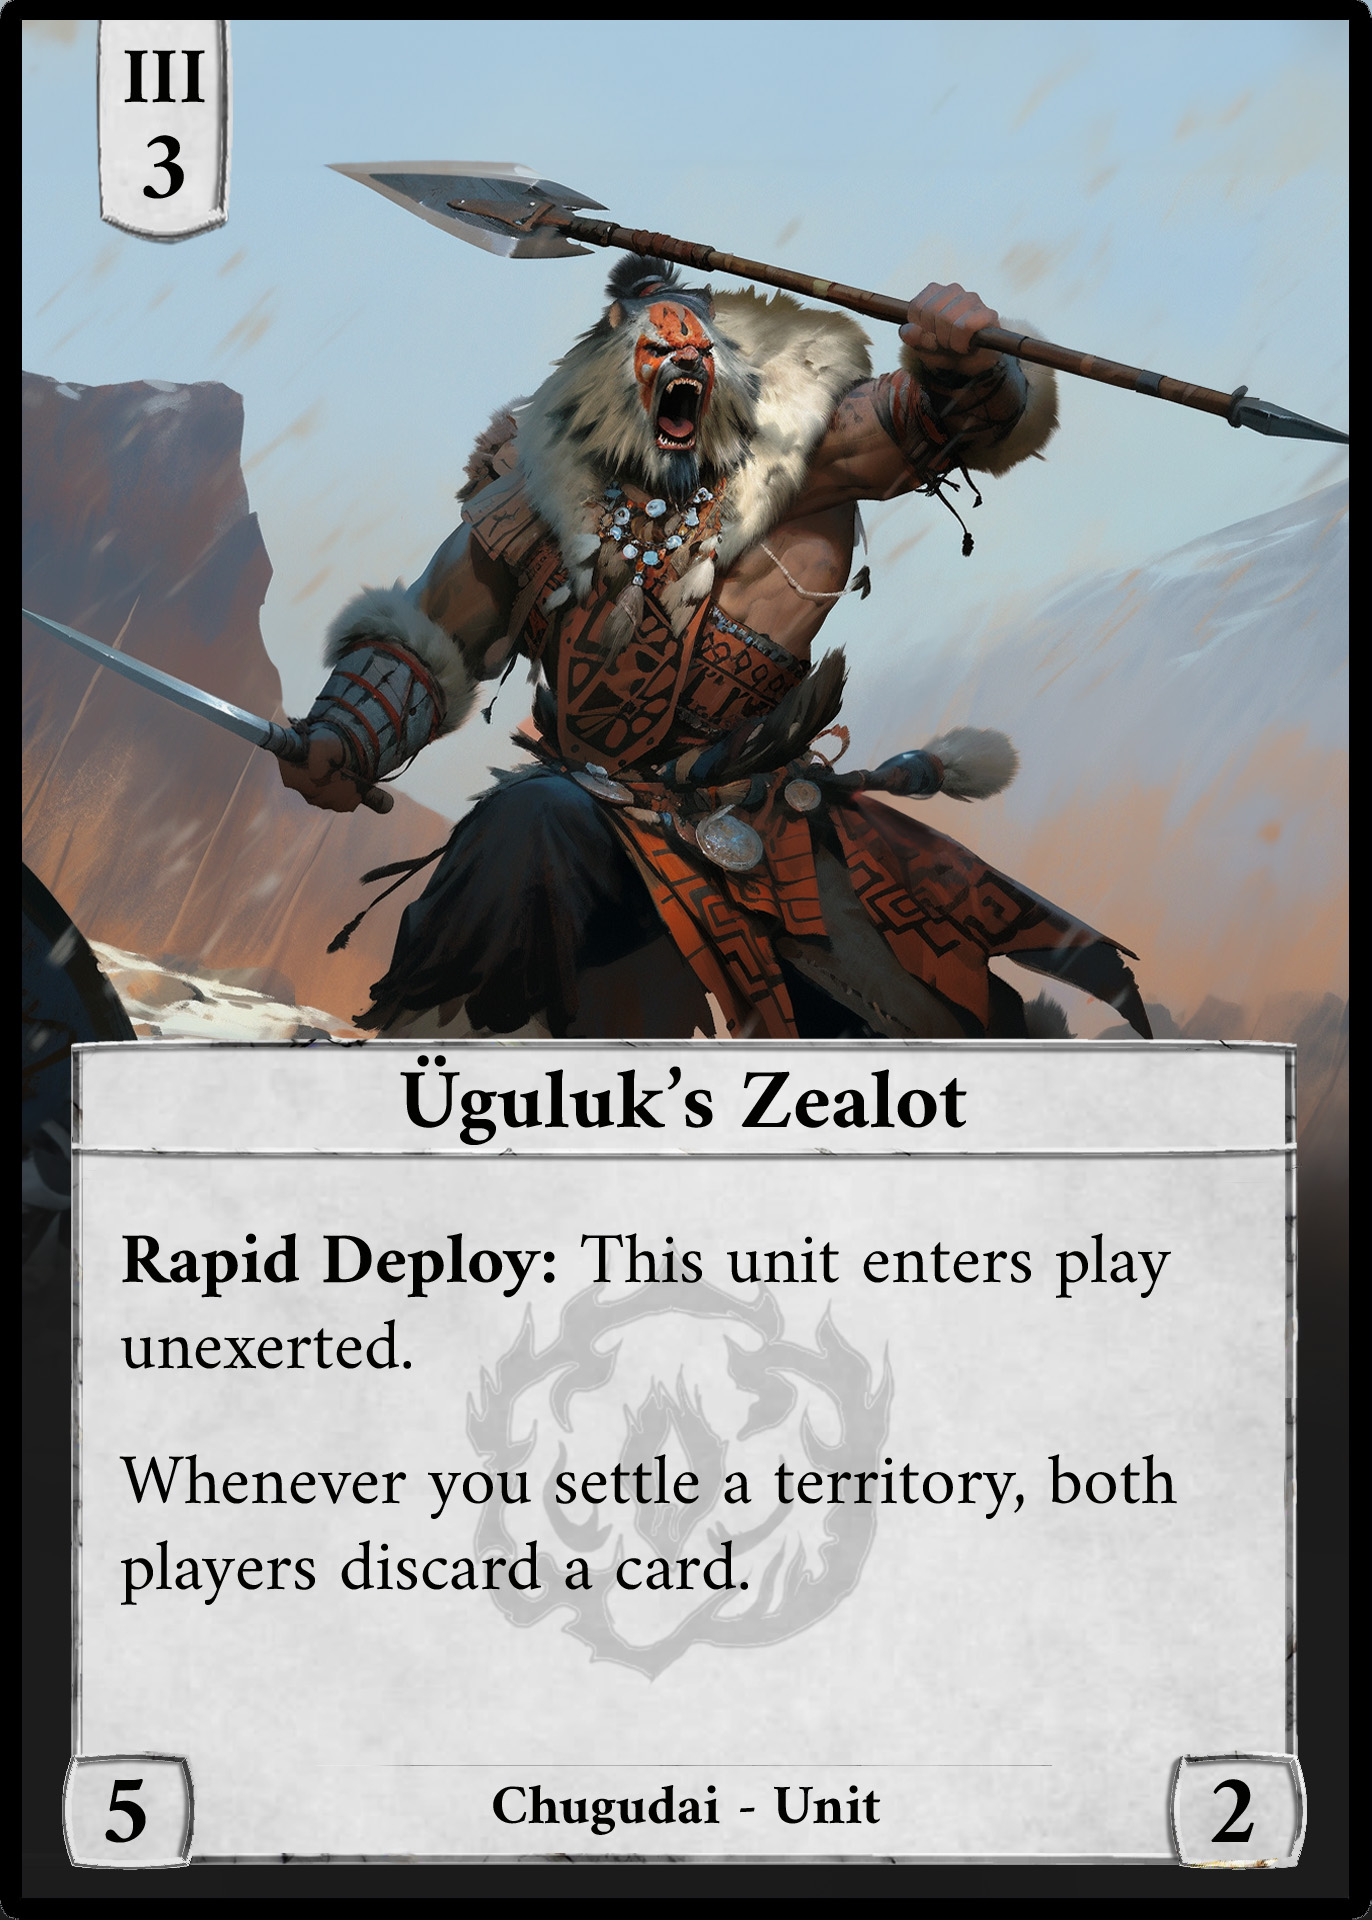 III
3
Üguluk’s Zealot
Rapid Deploy: This unit enters play
unexerted.
Whenever you settle a territory, both
players discard a card.
5
Chugudai - Unit
2